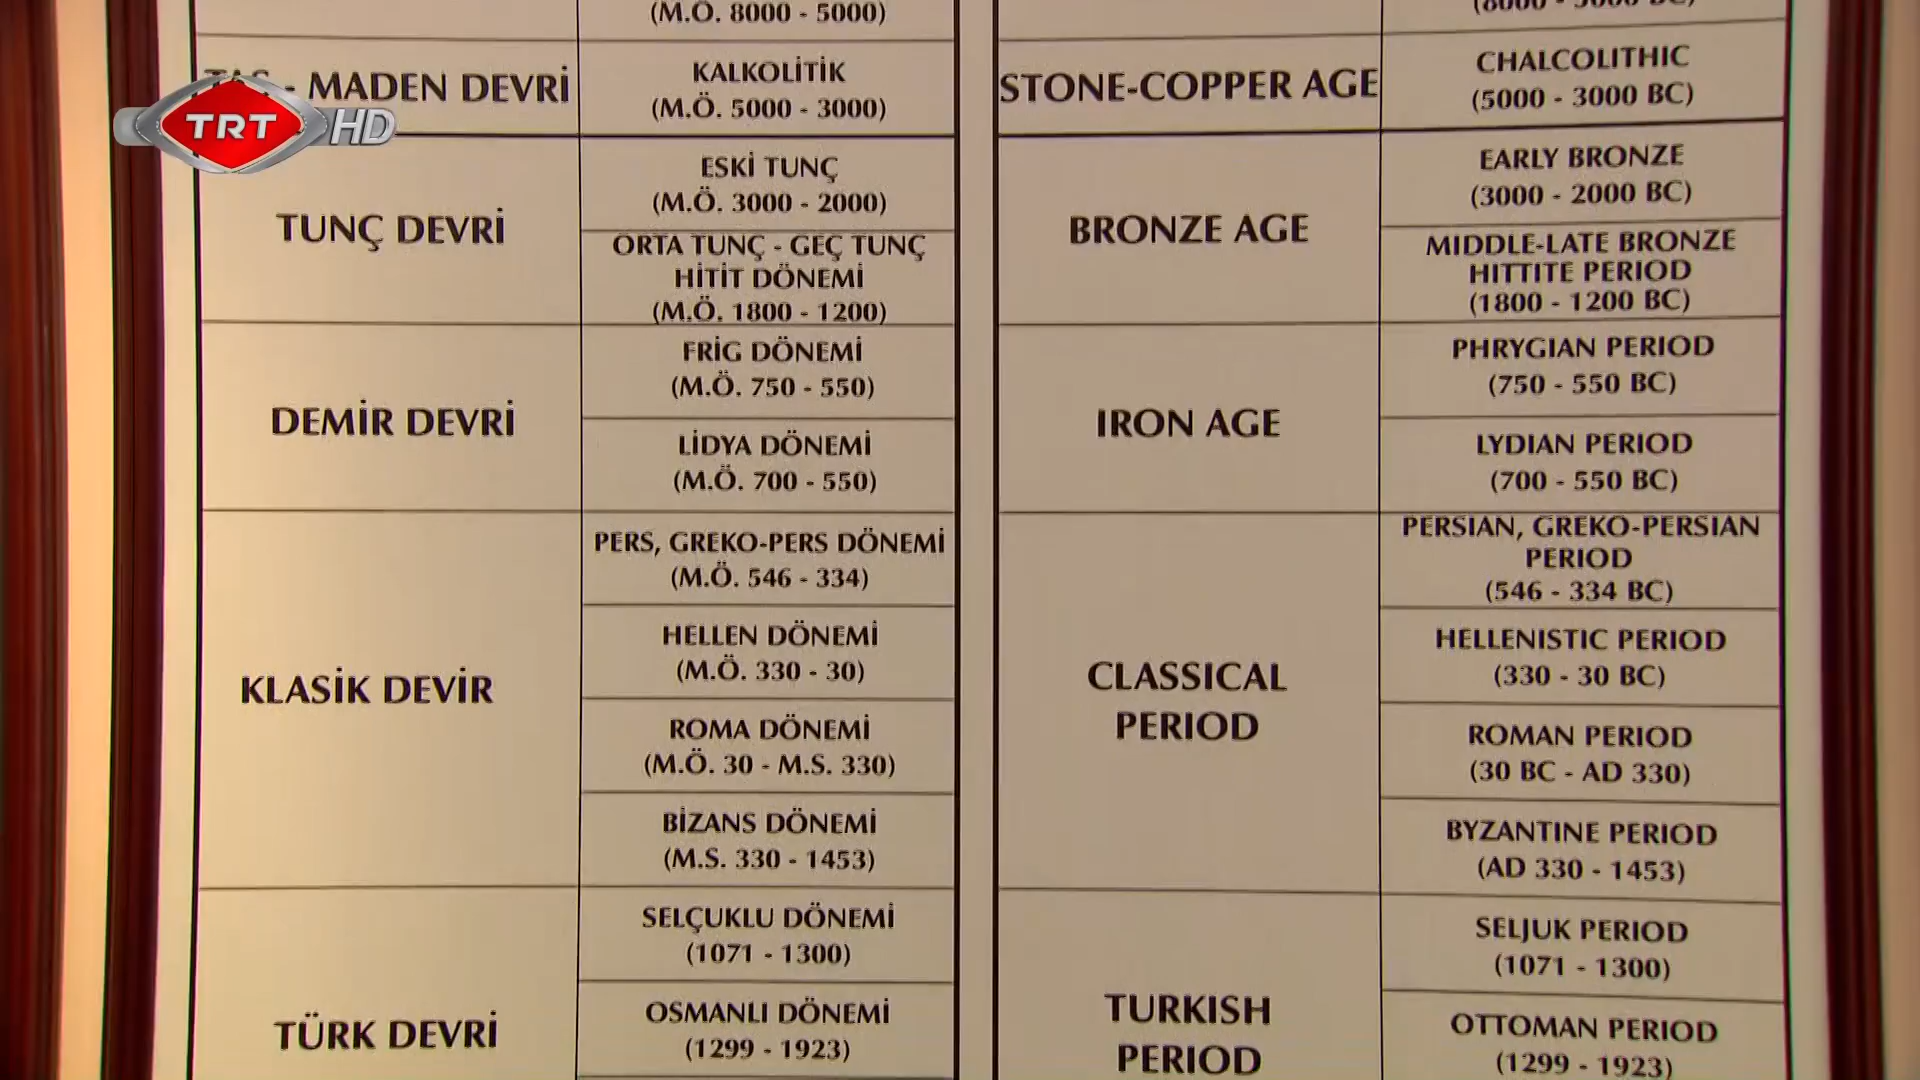 (M.Ö. 8000 - 5000)
- MADEN DEVRİ
KALKOLİTİK
(M.Ö. 5000 - 3000)
TUNÇ DEVRİ
ESKİ TUNÇ
(M.Ö. 3000 - 2000)
ORTA TUNÇ - GEÇ TUNÇ
HİTİT DÖNEMİ
(M.Ö. 1800 - 1200)
DEMİR DEVRİ
FRİG DÖNEMİ
(M.Ö. 750 - 550)
LİDYA DÖNEMİ
(M.Ö. 700 - 550)
KLASİK DEVİR
PERS, GREKO-PERS DÖNEMİ
(M.Ö. 546 - 334)
HELLEN DÖNEMİ
(M.Ö. 330 - 30)
ROMA DÖNEMİ
(M.Ö. 30 - M.S. 330)
BİZANS DÖNEMİ
(M.S. 330 - 1453)
TÜRK DEVRİ
SELÇUKLU DÖNEMİ
(1071 - 1300)
OSMANLI DÖNEMİ
(1299 - 1923)
(8000 - 5000 BC)
STONE-COPPER AGE
CHALCOLITHIC
(5000 - 3000 BC)
BRONZE AGE
EARLY BRONZE
(3000 - 2000 BC)
MIDDLE-LATE BRONZE
HITTITE PERIOD
(1800 - 1200 BC)
IRON AGE
PHRYGIAN PERIOD
(750 - 550 BC)
LYDIAN PERIOD
(700 - 550 BC)
CLASSICAL
PERIOD
PERSIAN, GREKO-PERSIAN
PERIOD
(546 - 334 BC)
HELLENISTIC PERIOD
(330 - 30 BC)
ROMAN PERIOD
(30 BC - AD 330)
BYZANTINE PERIOD
(AD 330 - 1453)
TURKISH
PERIOD
SELJUK PERIOD
(1071 - 1300)
OTTOMAN PERIOD
(1299 - 1923)
TRT HD